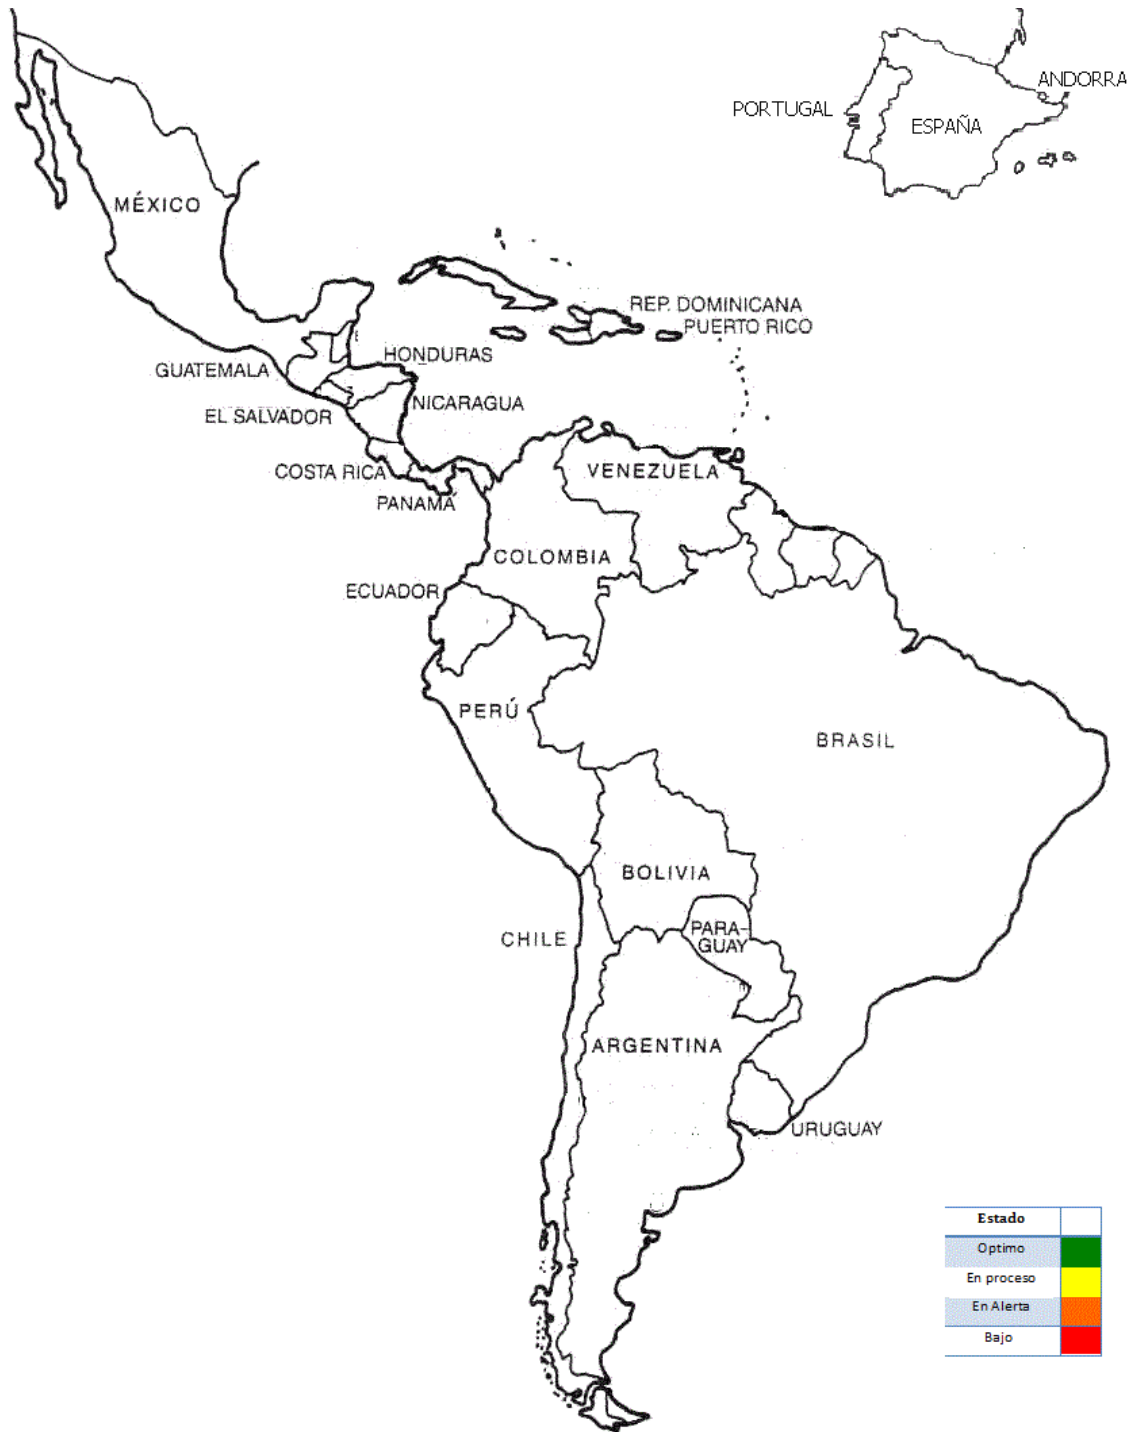 ANDORRA
PORTUGAL
ESPAÑA
MÉXICO
REP. DOMINICANA
PUERTO RICO
HONDURAS
GUATEMALA
NICARAGUA
EL SALVADOR
COSTA RICA
VENEZUELA
PANAMÁ
COLOMBIA
ECUADOR
PERÚ
BRASIL
BOLIVIA
PARA-
GUAY
CHILE
ARGENTINA
URUGUAY
Estado
Optimo
En proceso
En Alerta
Bajo